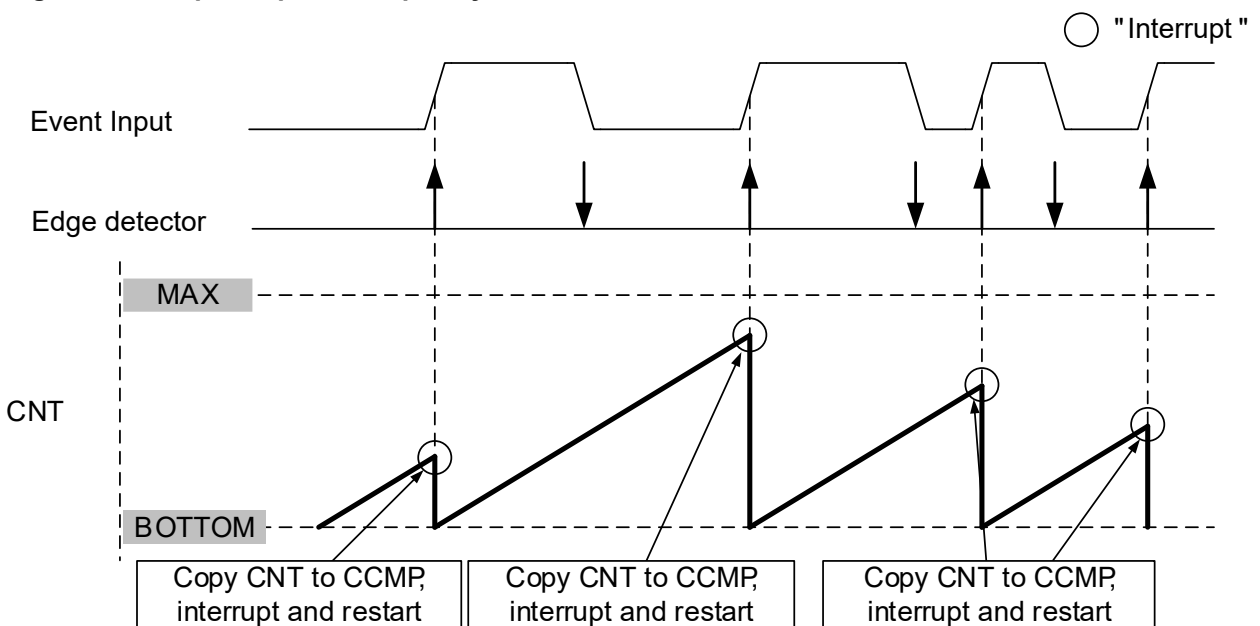 "Interrupt"
Event Input
Edge detector
MAX
CNT
BOTTOM
Copy CNT to CCMP,
interrupt and restart
Copy CNT to CCMP,
interrupt and restart
Copy CNT to CCMP,
interrupt and restart